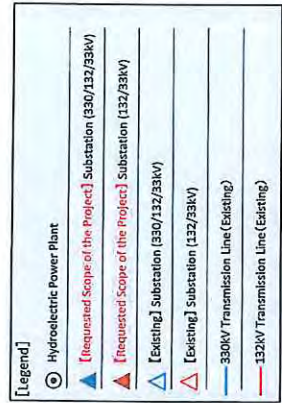 [Legend]
Hydroelectric Power Plant
[Requested Scope of the Project] Substation (330/132/33kV)
[Requested Scope of the Project] Substation (132/33kV)
[Existing] Substation (330/132/33kV)
[Existing] Substation (132/33kV)
330kV Transmission Line (Existing)
132kV Transmission Line (Existing)